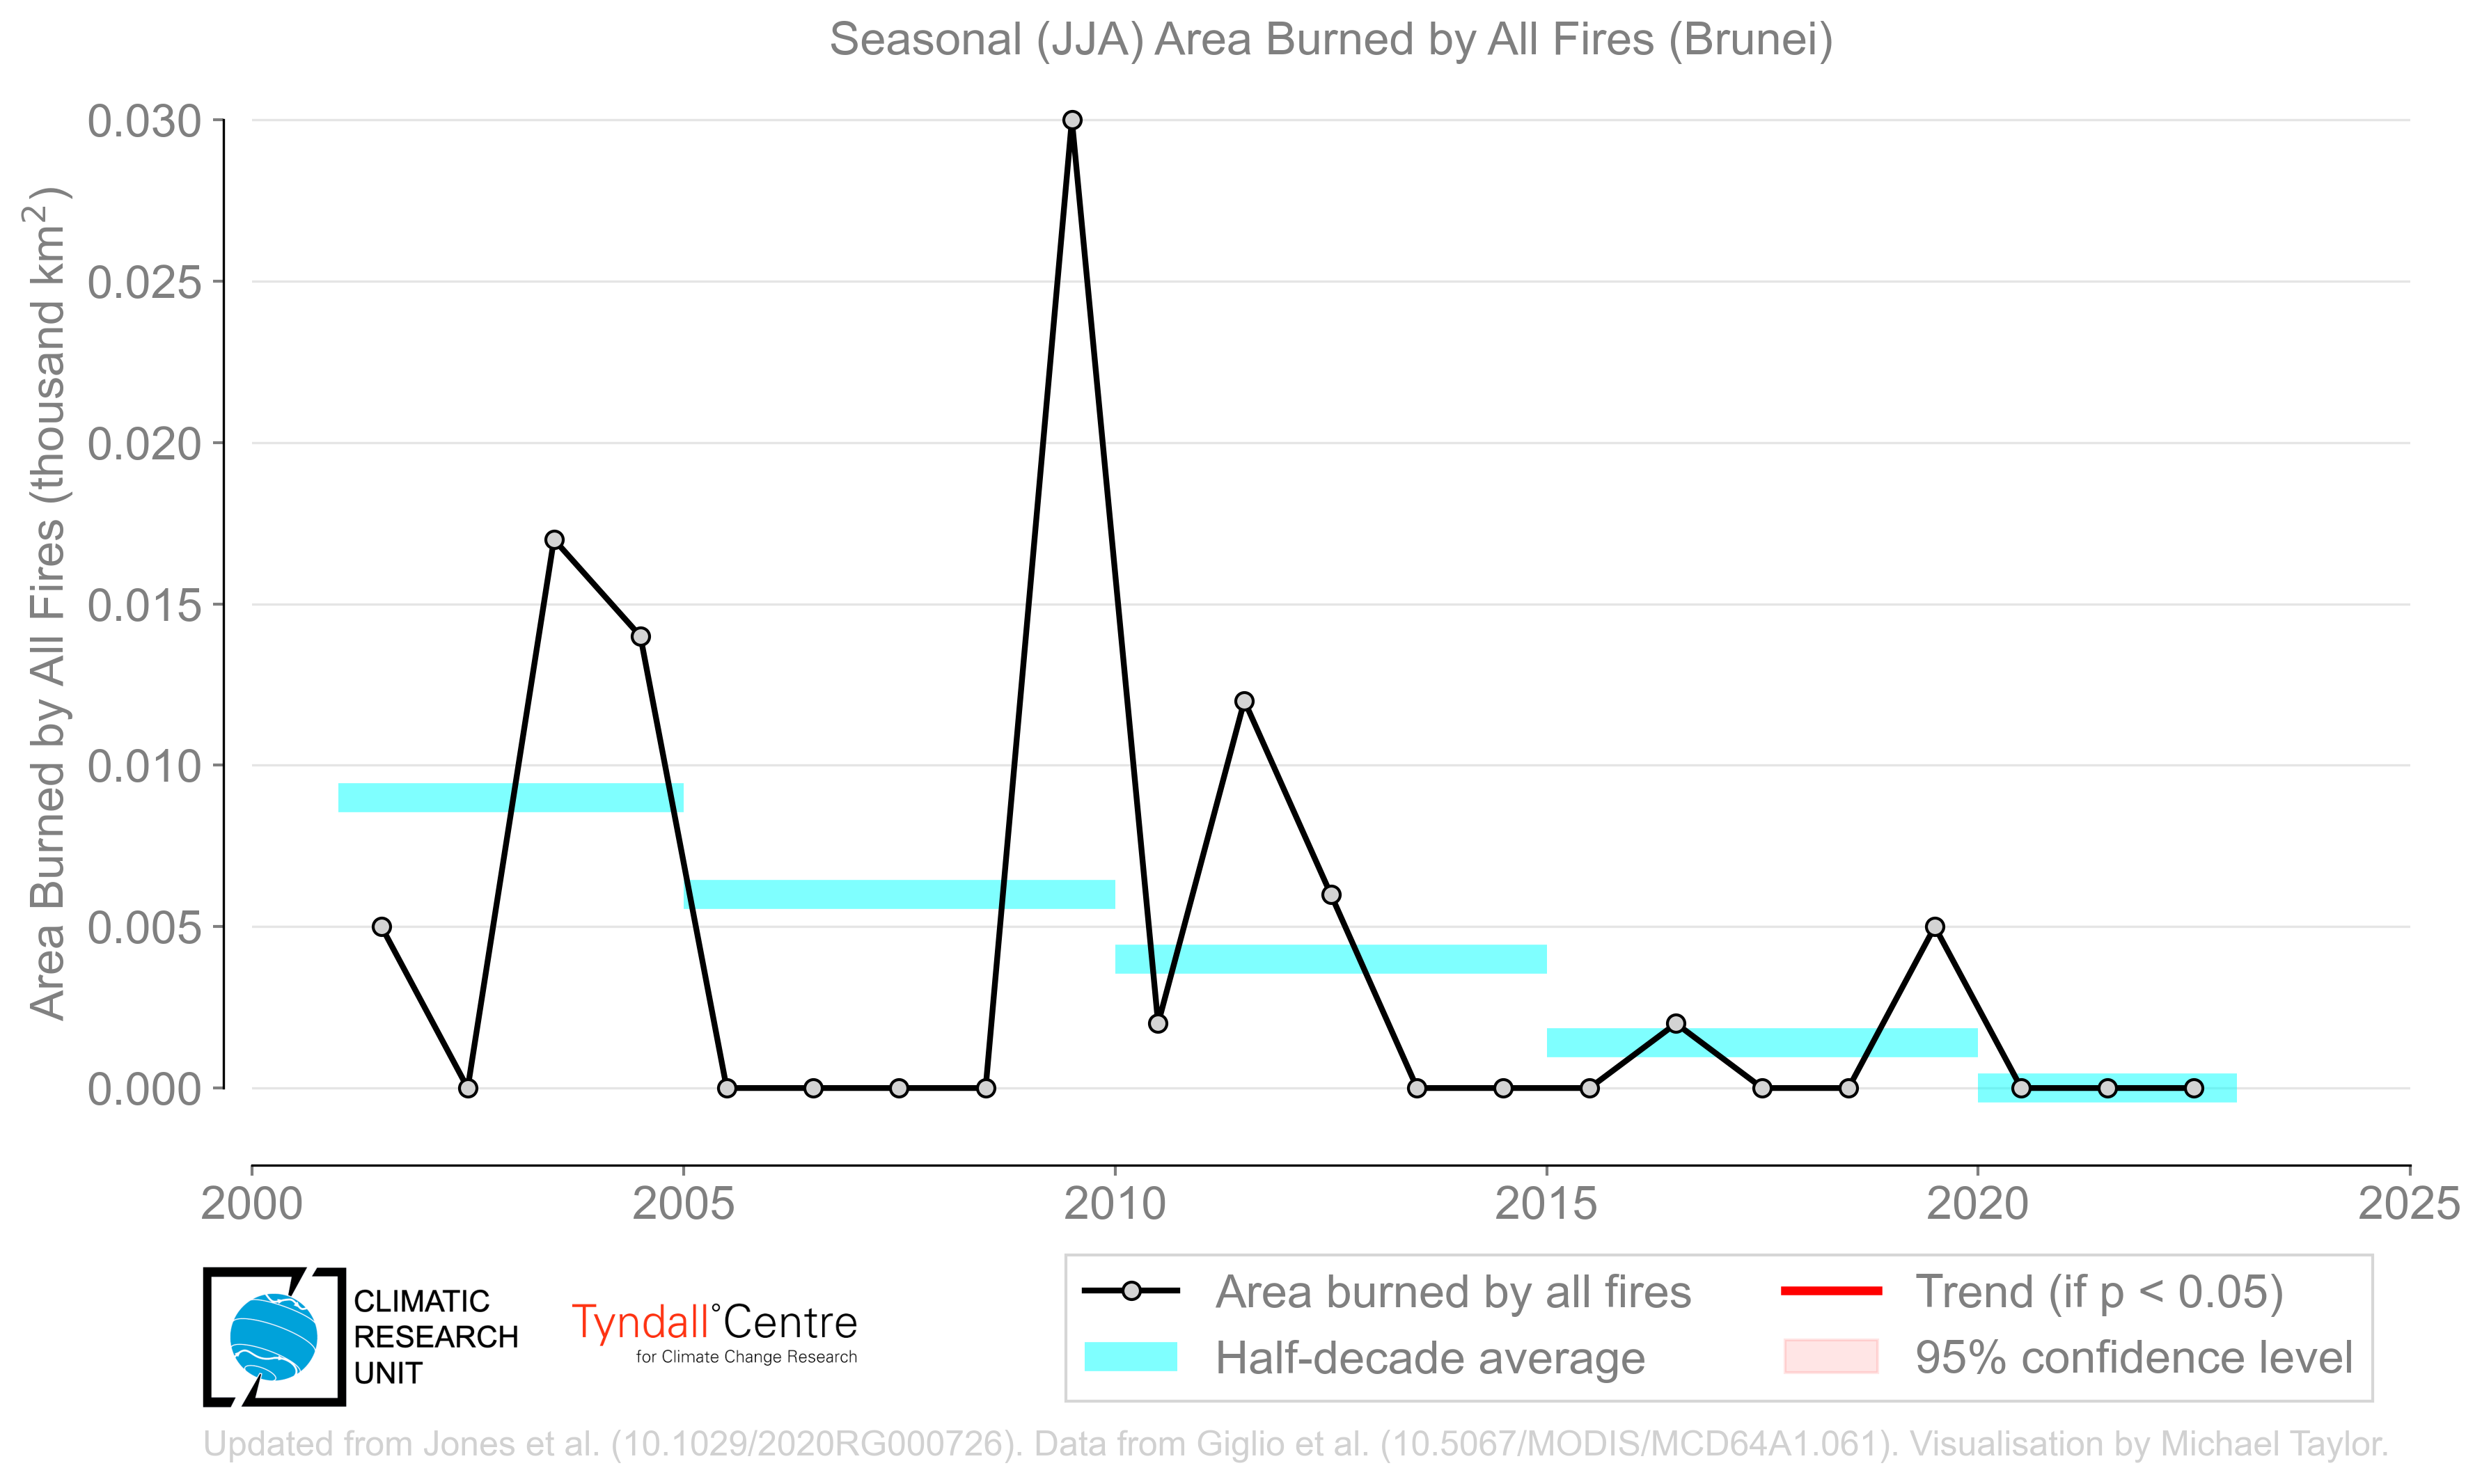 Seasonal (JJA) Area Burned by All Fires (Brunei)
Area Burned by All Fires (thousand km²)
0.030
0.025
0.020
0.015
0.010
0.005
0.000
2000 2005 2010 2015 2020 2025
CLIMATIC
RESEARCH
UNIT
Tyndall°Centre
for Climate Change Research
Area burned by all fires
Half-decade average
Trend (if p < 0.05)
95% confidence level
Updated from Jones et al. (10.1029/2020RG000726). Data from Giglio et al. (10.5067/MODIS/MCD64A1.061). Visualisation by Michael Taylor.